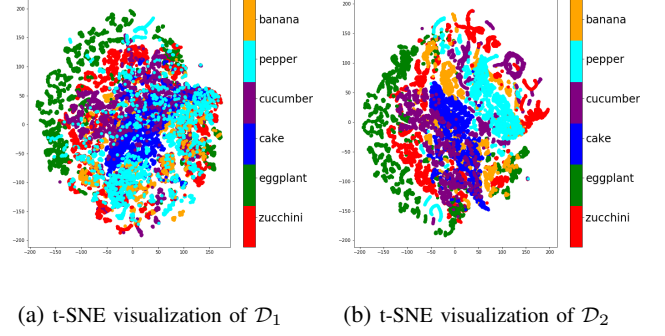 200
150
100
50
0
−50
−100
−150
−200
−200 −150 −100 −50 0 50 100 150
banana
pepper
cucumber
cake
eggplant
zucchini
200
150
100
50
0
−50
−100
−150
−200
−200 −150 −100 −50 0 50 100 150 200
banana
pepper
cucumber
cake
eggplant
zucchini
(a) t-SNE visualization of 𝒟₁
(b) t-SNE visualization of 𝒟₂